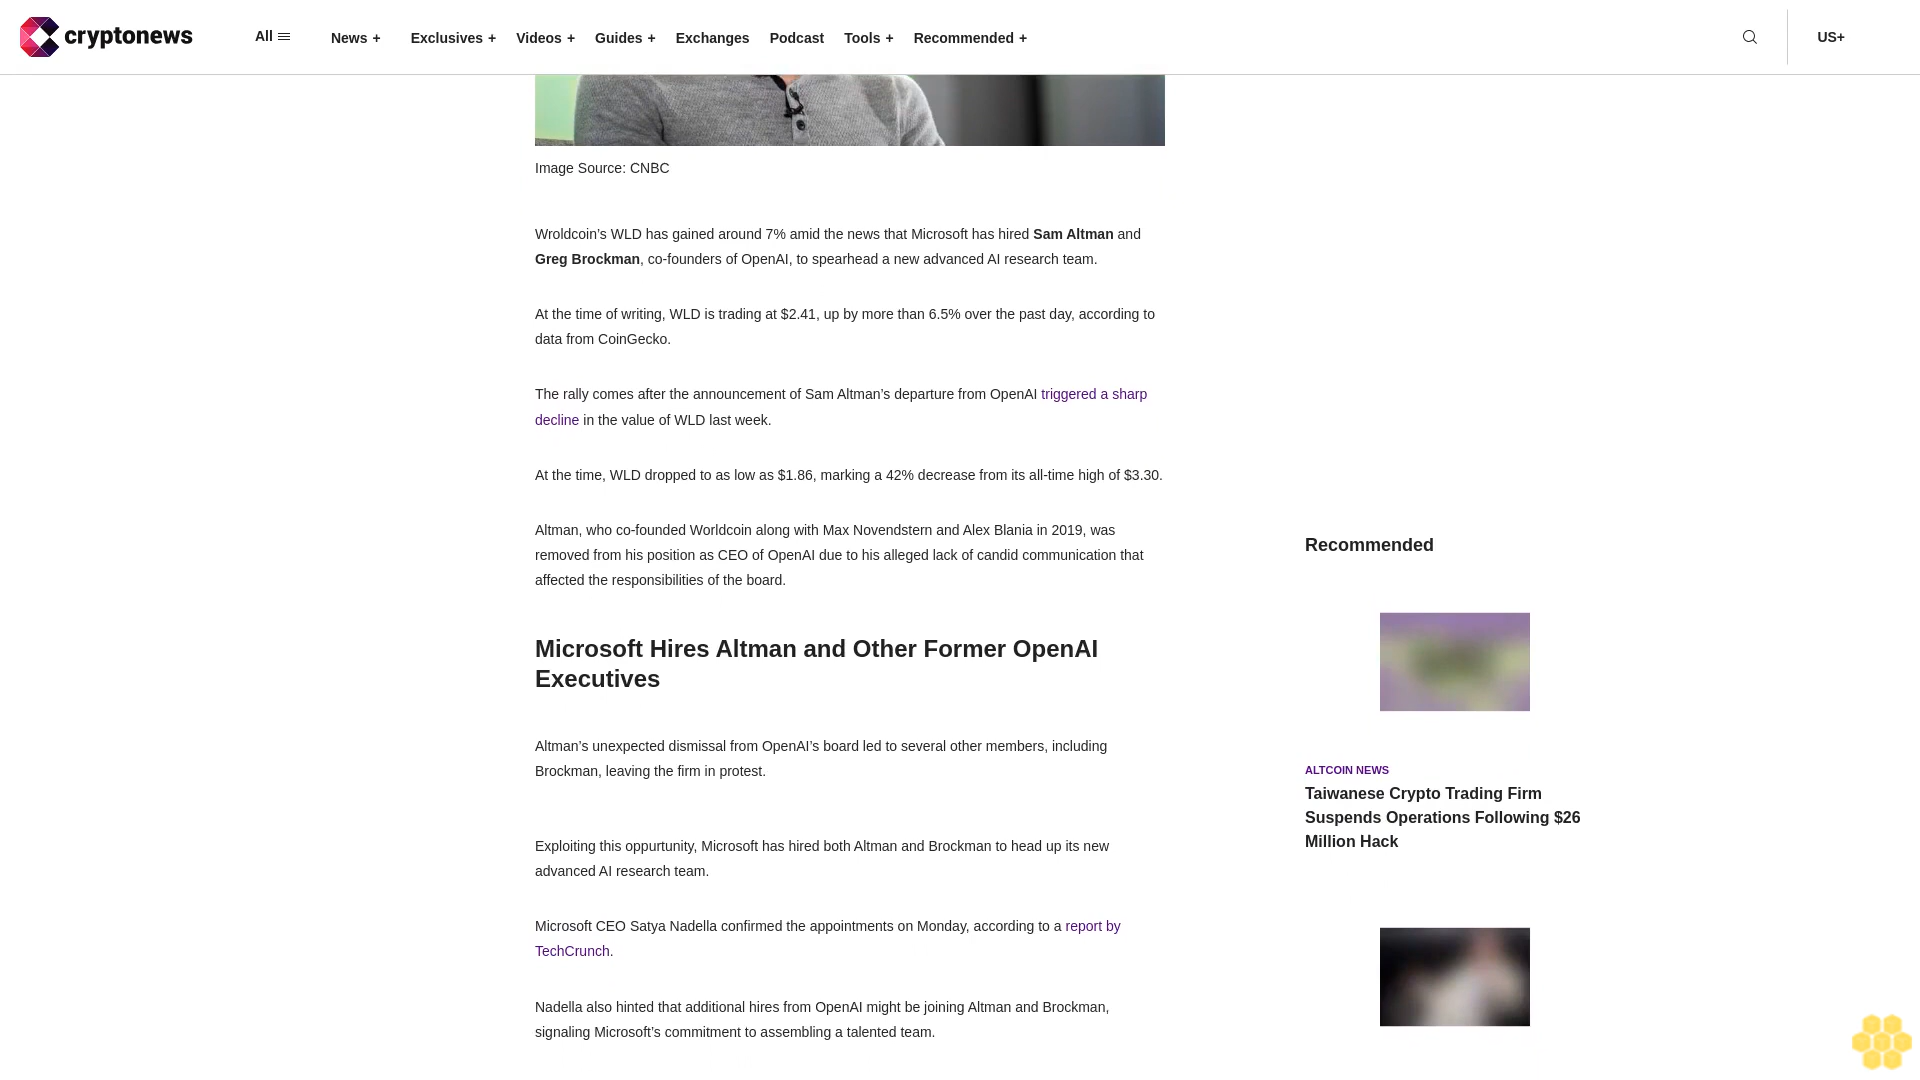 cryptonews
All
News +
Exclusives +
Videos +
Guides +
Exchanges
Podcast
Tools +
Recommended +
US+
Image Source: CNBC
Wroldcoin’s WLD has gained around 7% amid the news that Microsoft has hired Sam Altman and
Greg Brockman, co-founders of OpenAI, to spearhead a new advanced AI research team.
At the time of writing, WLD is trading at $2.41, up by more than 6.5% over the past day, according to
data from CoinGecko.
The rally comes after the announcement of Sam Altman’s departure from OpenAI triggered a sharp
decline in the value of WLD last week.
At the time, WLD dropped to as low as $1.86, marking a 42% decrease from its all-time high of $3.30.
Altman, who co-founded Worldcoin along with Max Novendstern and Alex Blania in 2019, was
removed from his position as CEO of OpenAI due to his alleged lack of candid communication that
affected the responsibilities of the board.
Microsoft Hires Altman and Other Former OpenAI
Executives
Altman’s unexpected dismissal from OpenAI’s board led to several other members, including
Brockman, leaving the firm in protest.
Exploiting this oppurtunity, Microsoft has hired both Altman and Brockman to head up its new
advanced AI research team.
Microsoft CEO Satya Nadella confirmed the appointments on Monday, according to a report by
TechCrunch.
Nadella also hinted that additional hires from OpenAI might be joining Altman and Brockman,
signaling Microsoft’s commitment to assembling a talented team.
Recommended
ALTCOIN NEWS
Taiwanese Crypto Trading Firm
Suspends Operations Following $26
Million Hack